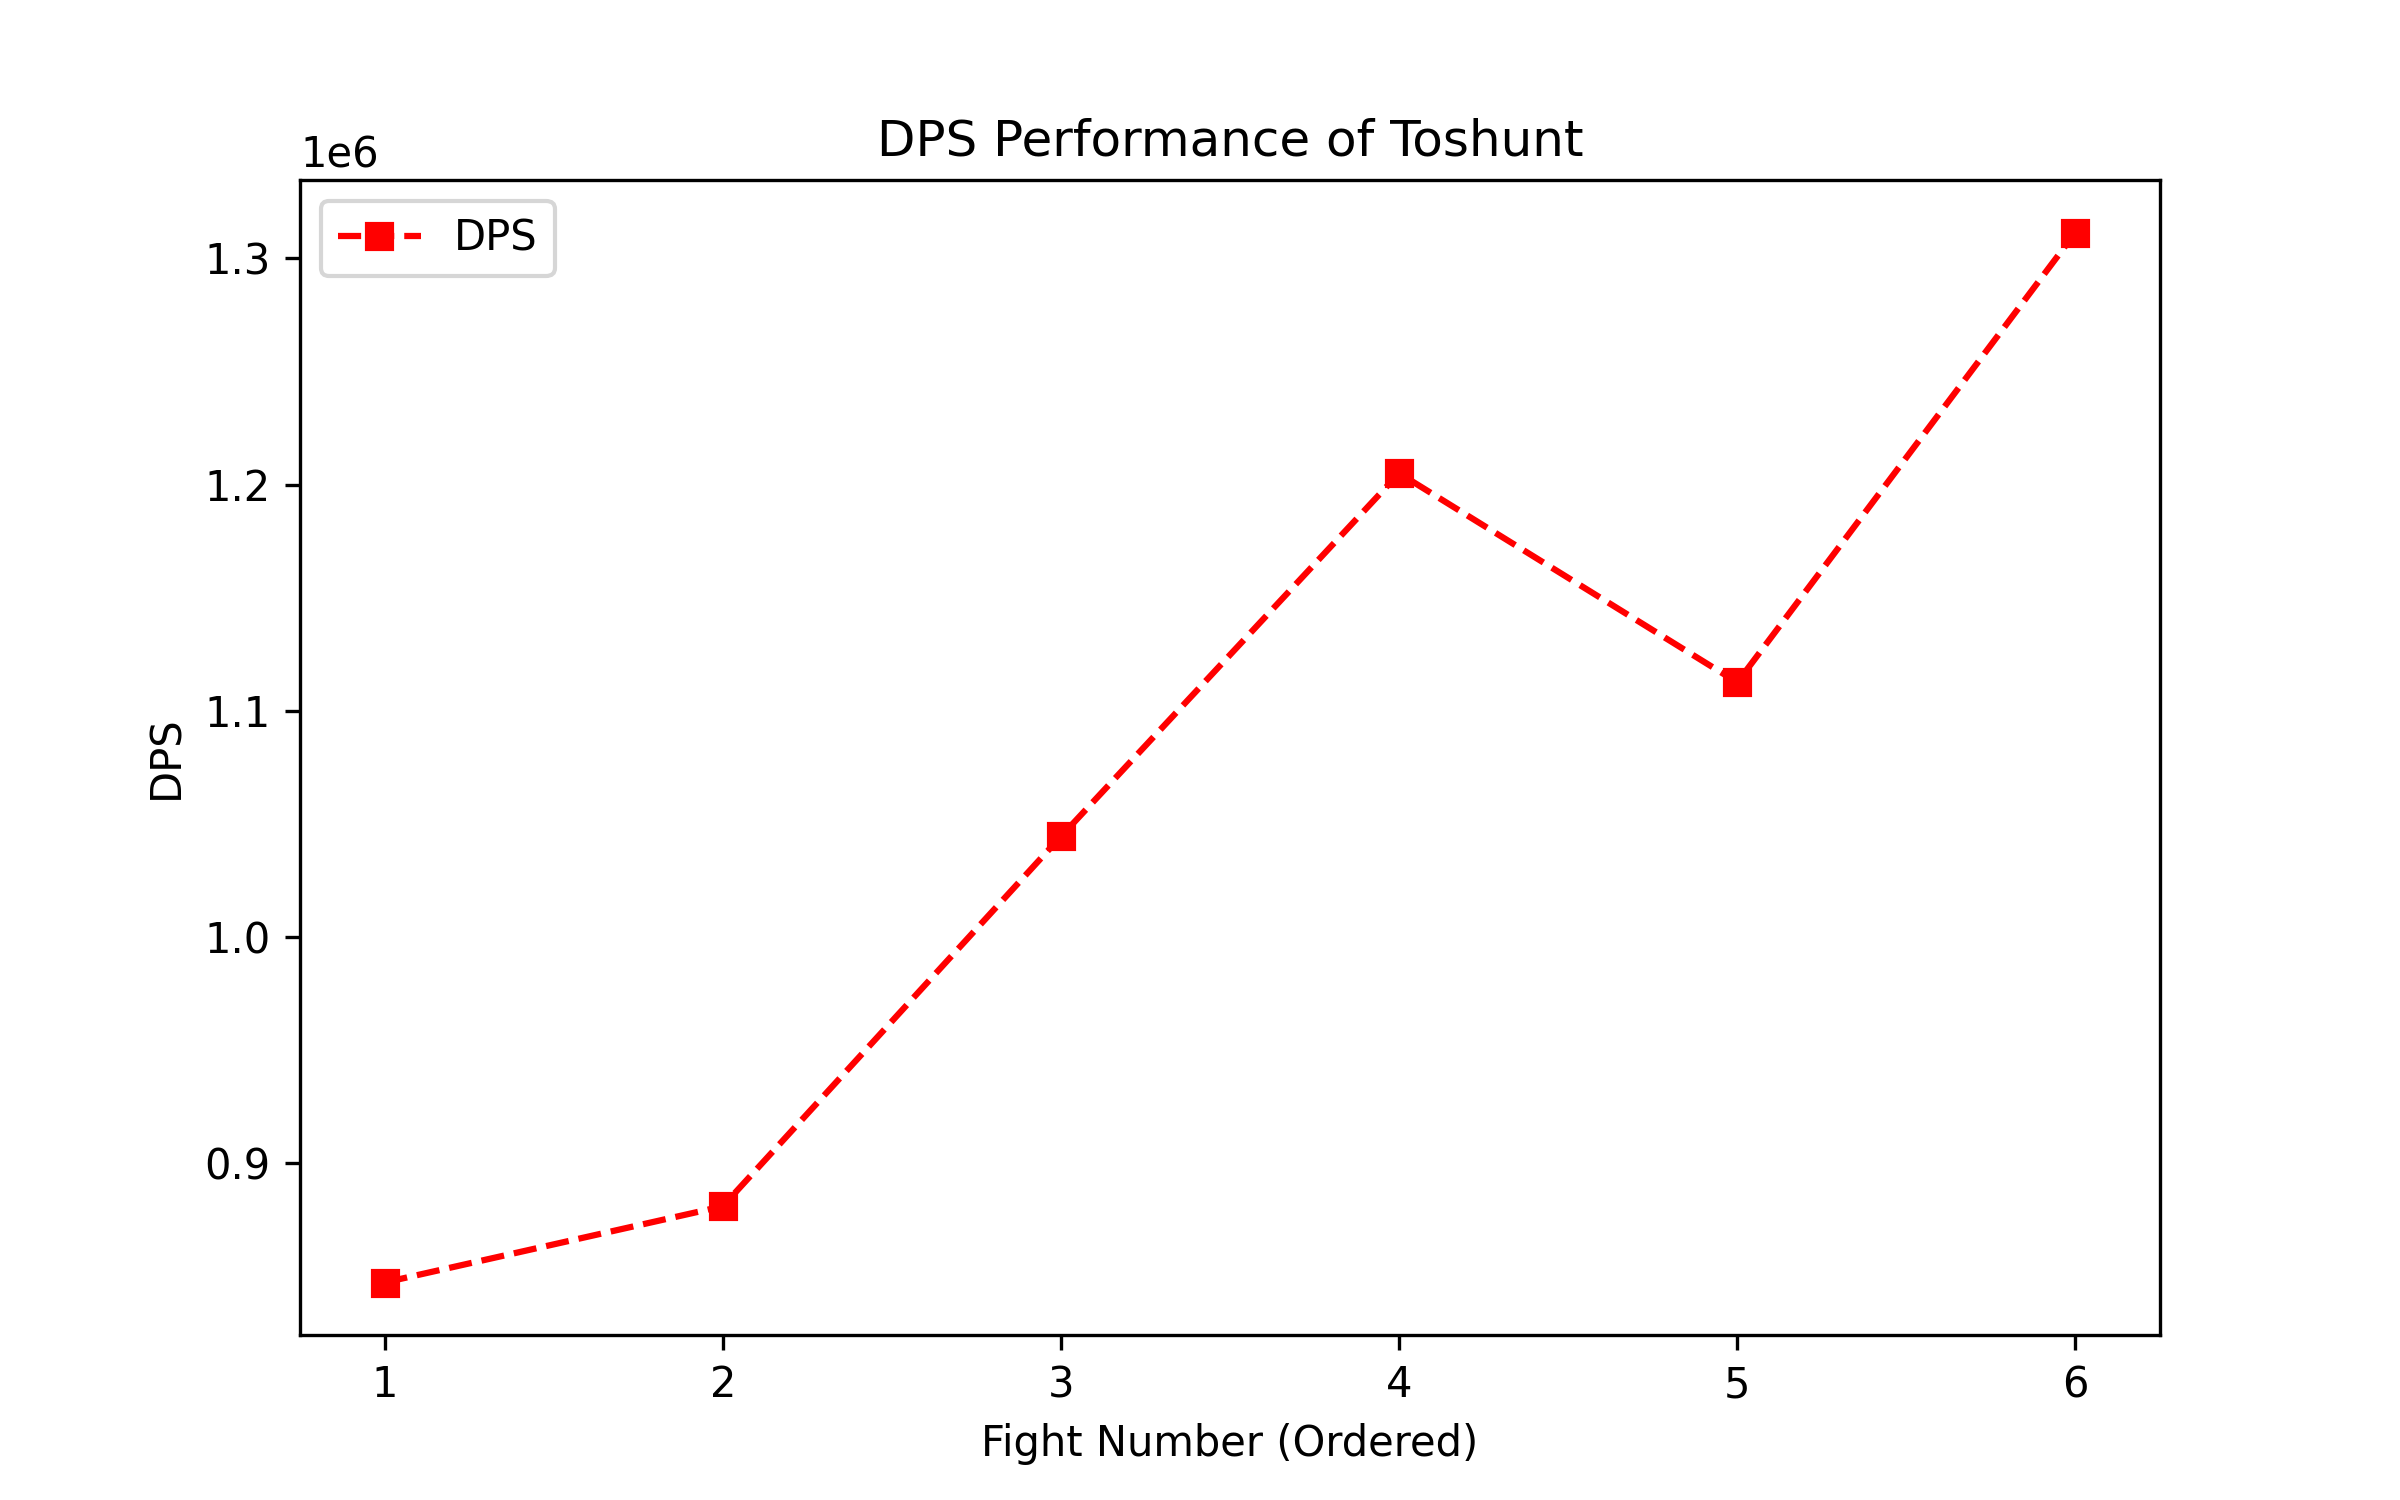 DPS Performance of Toshunt
1e6
DPS
1.3
1.2
1.1
1.0
0.9
DPS
1 2 3 4 5 6
Fight Number (Ordered)